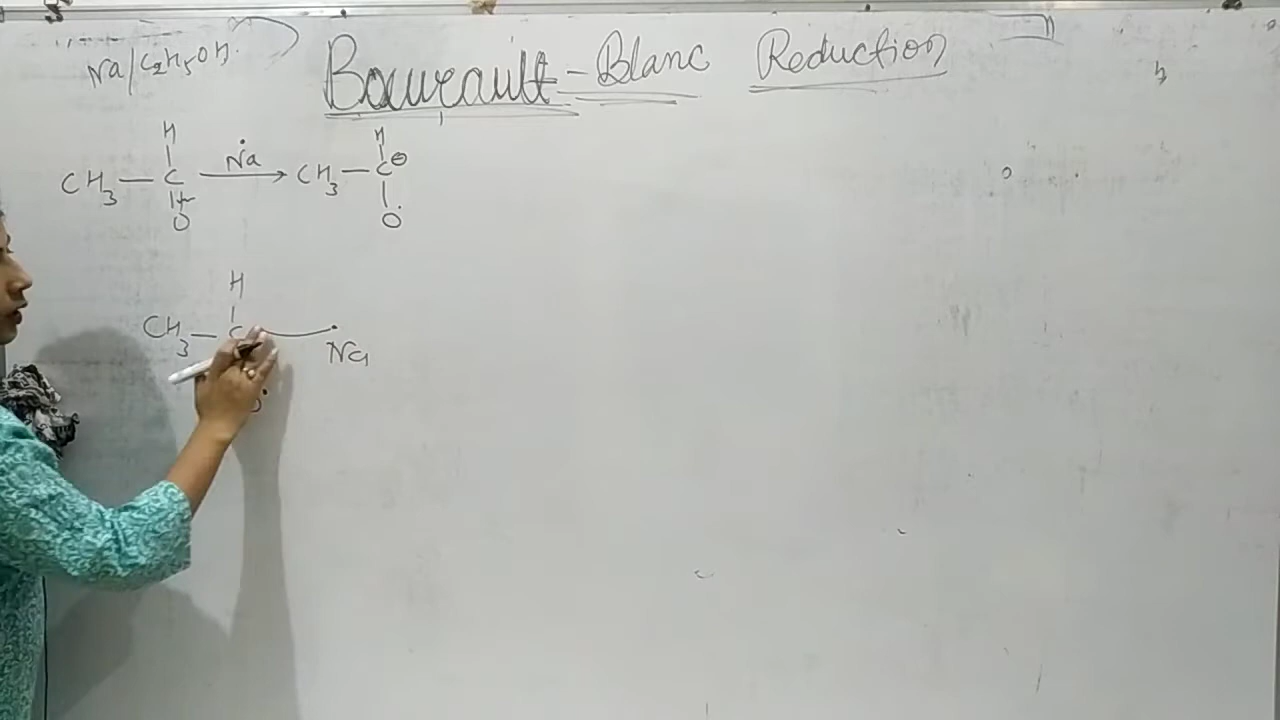 Na/C2H5OH.
Bouveault-Blanc Reduction
H Na H
CH3—C → CH3—C⊖
O O
H
CH3—C Na